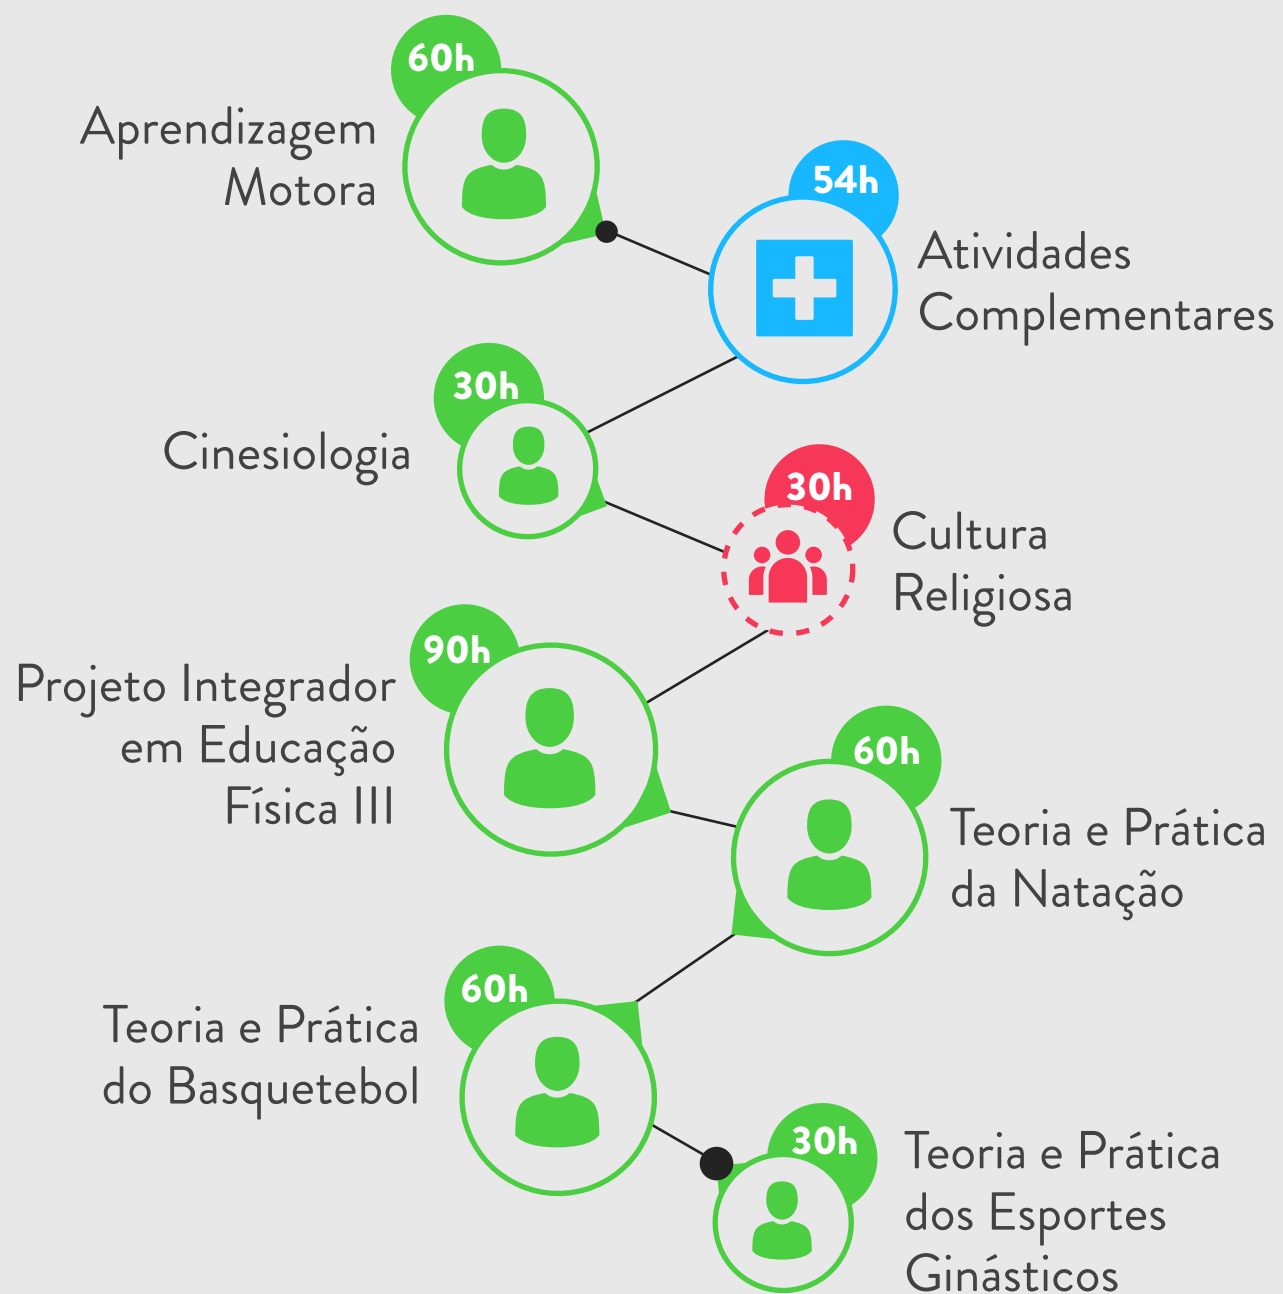 60h
Aprendizagem
Motora
54h
Atividades
Complementares
30h
Cinesiologia
30h
Cultura
Religiosa
90h
Projeto Integrador
em Educação
Física III
60h
Teoria e Prática
da Natação
60h
Teoria e Prática
do Basquetebol
30h
Teoria e Prática
dos Esportes
Ginásticos